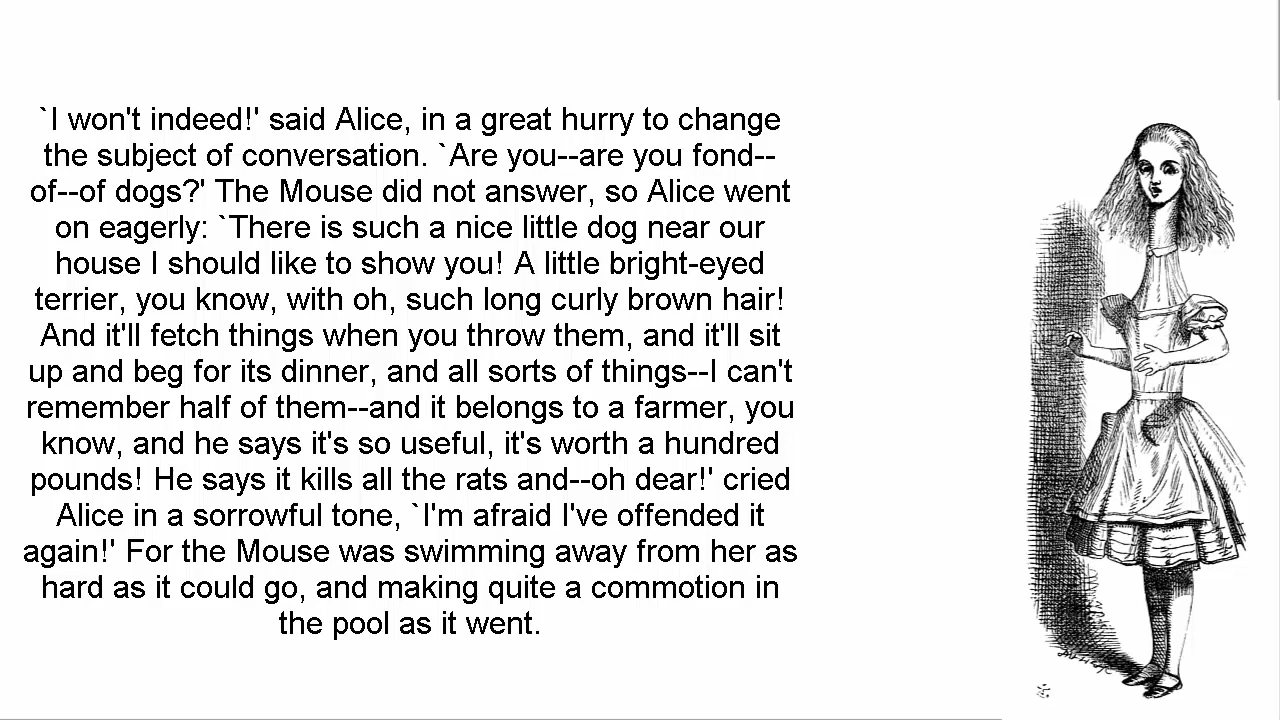 `I won't indeed!' said Alice, in a great hurry to change
the subject of conversation. `Are you--are you fond--
of--of dogs?' The Mouse did not answer, so Alice went
on eagerly: `There is such a nice little dog near our
house I should like to show you! A little bright-eyed
terrier, you know, with oh, such long curly brown hair!
And it'll fetch things when you throw them, and it'll sit
up and beg for its dinner, and all sorts of things--I can't
remember half of them--and it belongs to a farmer, you
know, and he says it's so useful, it's worth a hundred
pounds! He says it kills all the rats and--oh dear!' cried
Alice in a sorrowful tone, `I'm afraid I've offended it
again!' For the Mouse was swimming away from her as
hard as it could go, and making quite a commotion in
the pool as it went.